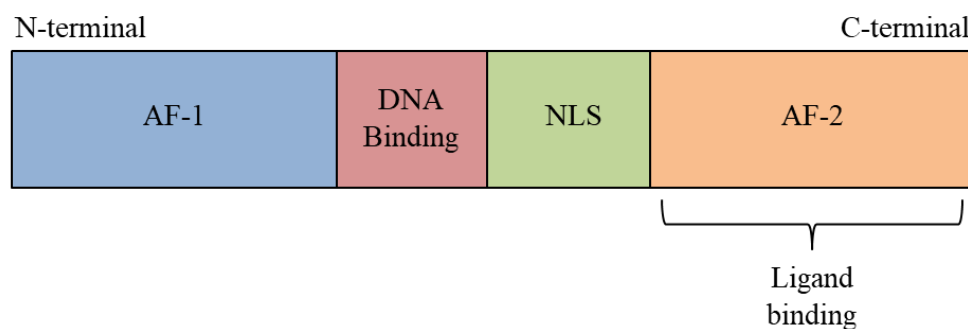 N-terminal
C-terminal
AF-1
DNA
Binding
NLS
AF-2
Ligand
binding